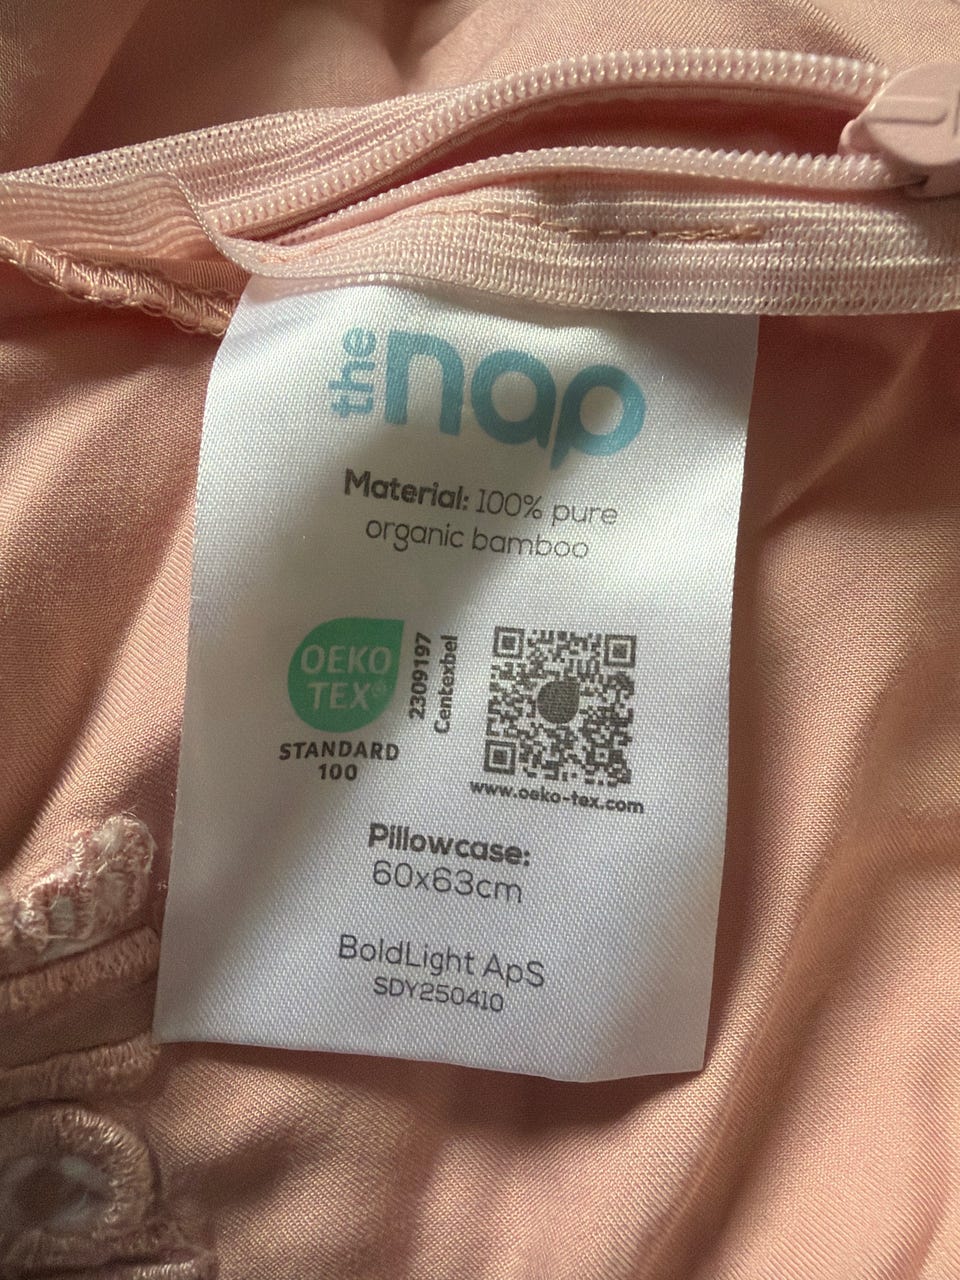 the nap
Material: 100% pure
organic bamboo
OEKO
TEX®
STANDARD
100
2309197
Centexbel
www.oeko-tex.com
Pillowcase:
60x63cm
BoldLight ApS
SDY250410